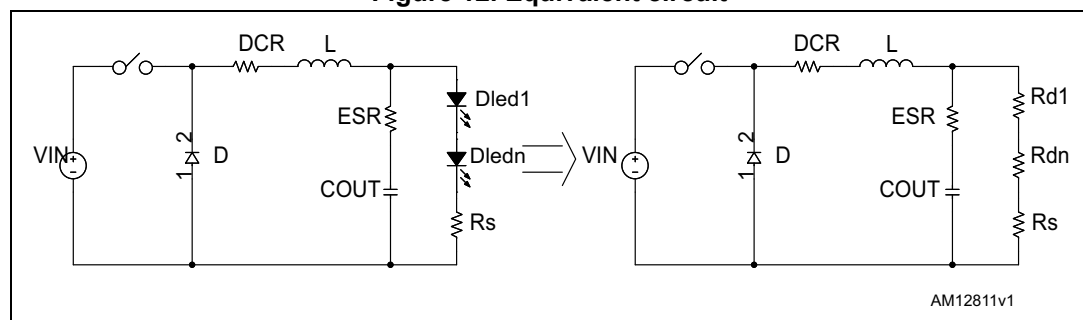 Figure 12. Equivalent circuit
DCR
L
ESR
Dled1
Dledn
VIN
D
1
2
COUT
Rs
DCR
L
ESR
Rd1
Rdn
VIN
D
1
2
COUT
Rs
AM12811v1